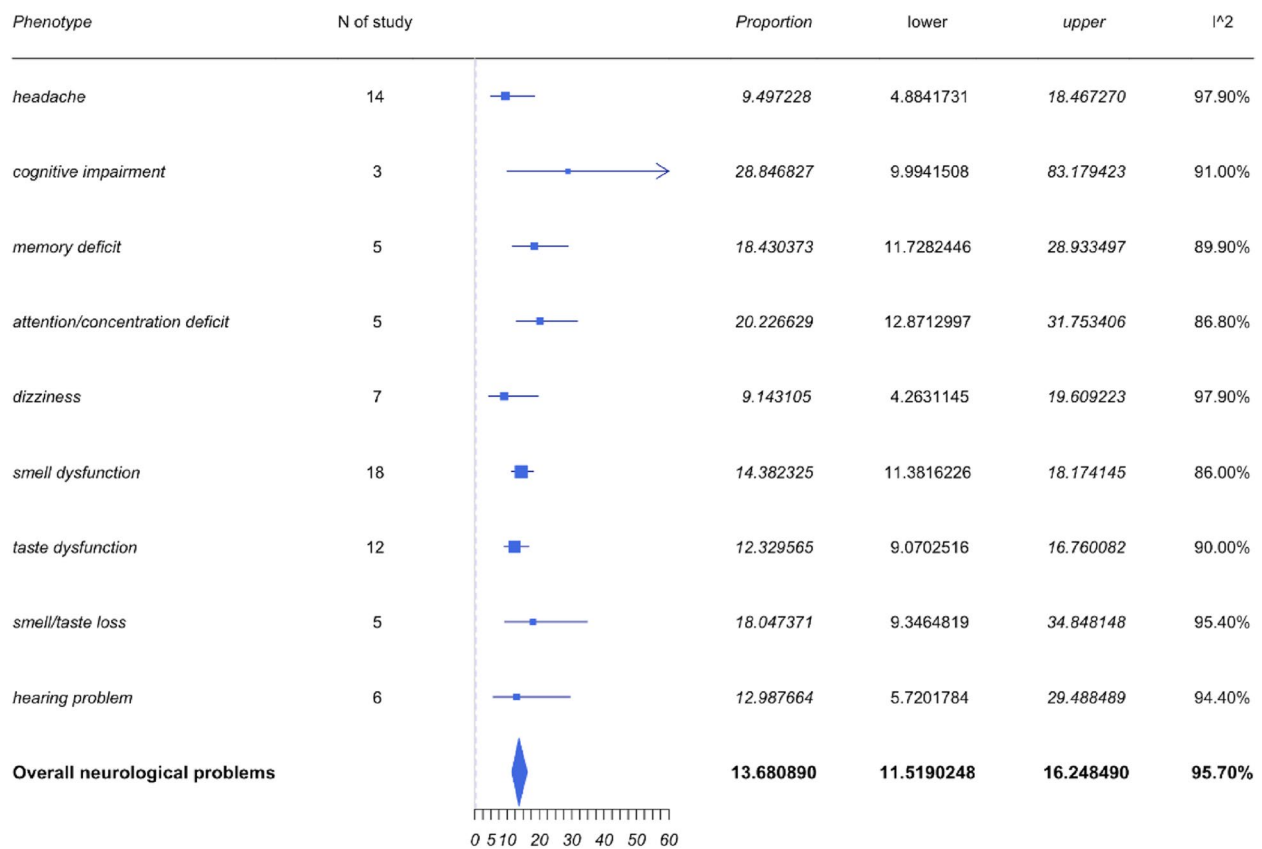 Phenotype N of study Proportion lower upper I^2
headache 14 9.497228 4.8841731 18.467270 97.90%
cognitive impairment 3 28.846827 9.9941508 83.179423 91.00%
memory deficit 5 18.430373 11.7282446 28.933497 89.90%
attention/concentration deficit 5 20.226629 12.8712997 31.753406 86.80%
dizziness 7 9.143105 4.2631145 19.609223 97.90%
smell dysfunction 18 14.382325 11.3816226 18.174145 86.00%
taste dysfunction 12 12.329565 9.0702516 16.760082 90.00%
smell/taste loss 5 18.047371 9.3464819 34.848148 95.40%
hearing problem 6 12.987664 5.7201784 29.488489 94.40%
Overall neurological problems 13.680890 11.5190248 16.248490 95.70%
0 5 10 20 30 40 50 60